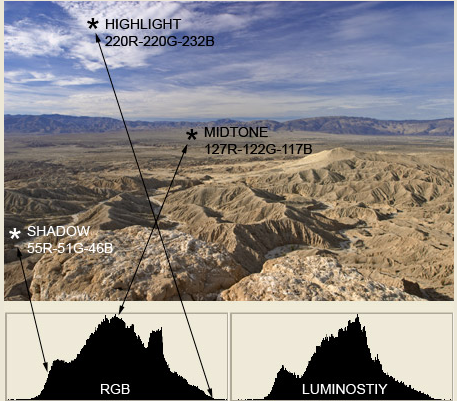 HIGHLIGHT
220R-220G-232B
MIDTONE
127R-122G-117B
SHADOW
55R-51G-46B
RGB
LUMINOSTIY